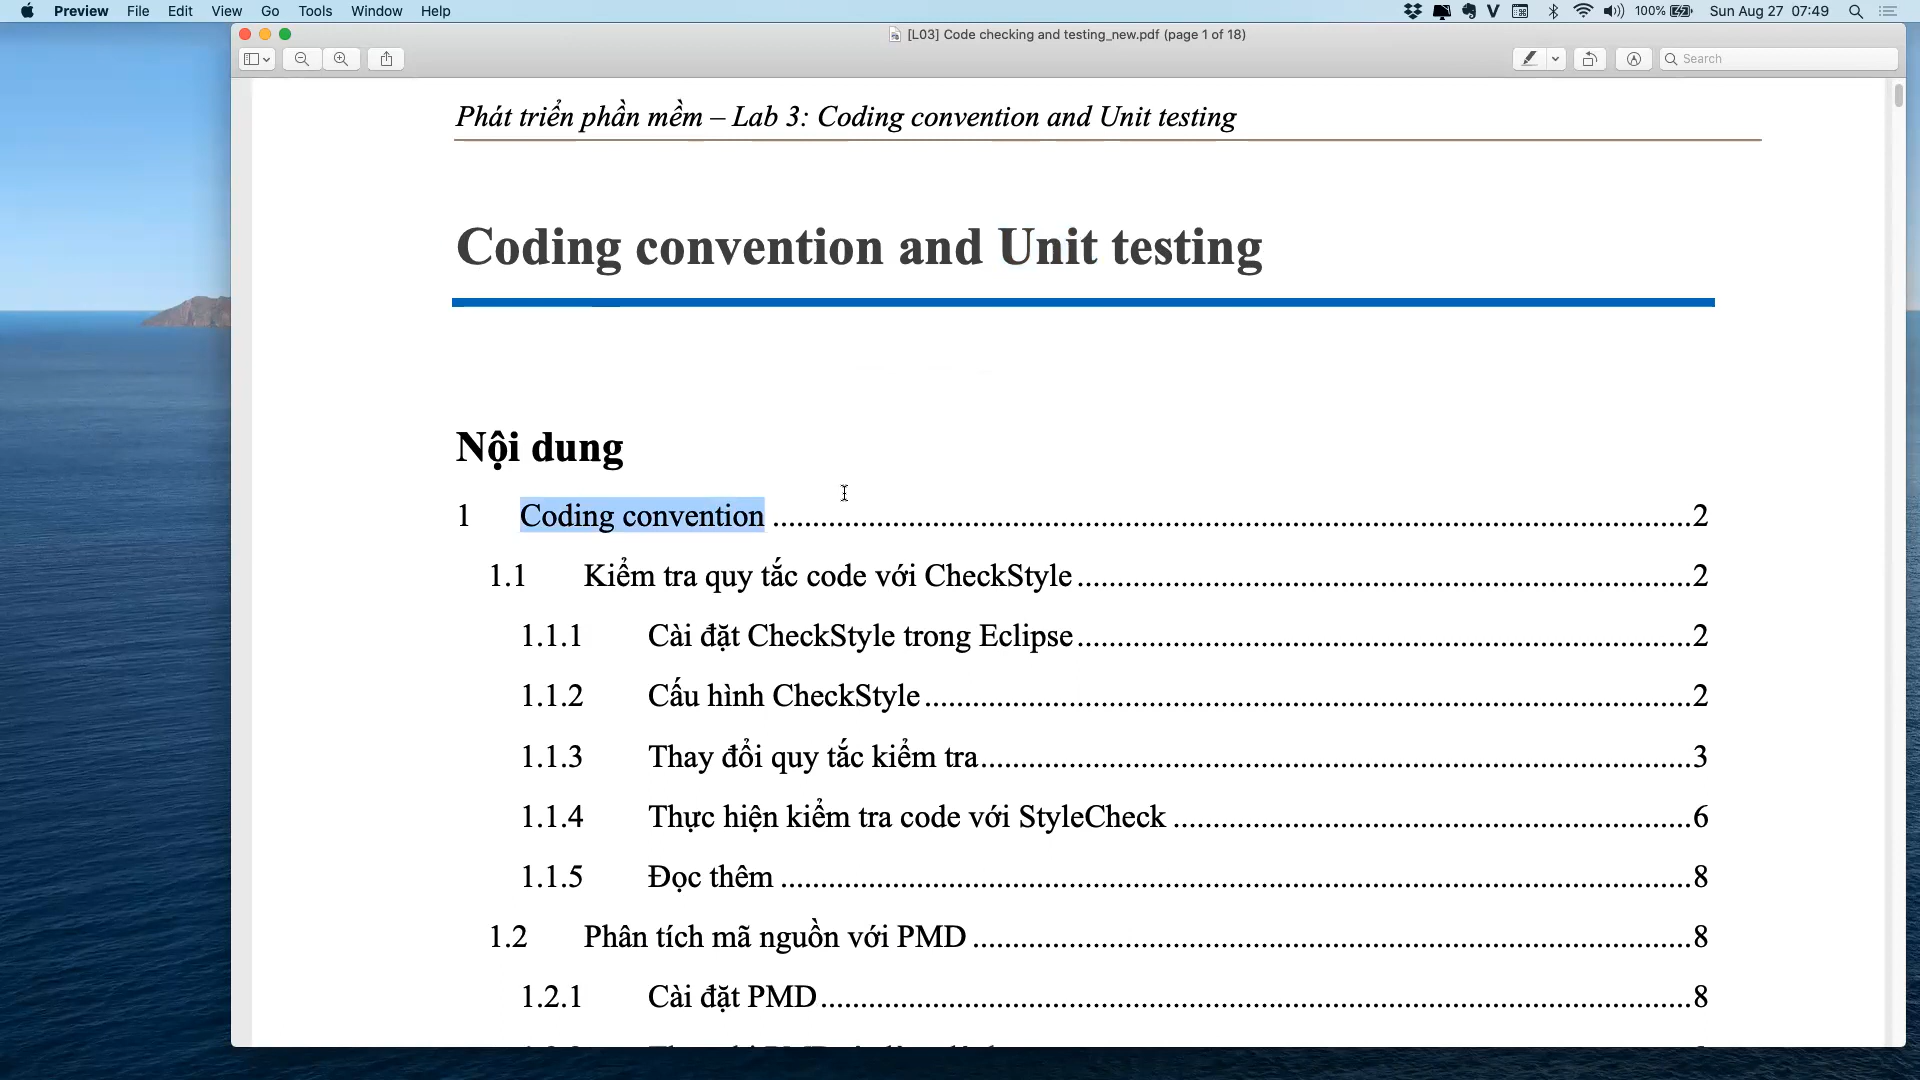 Preview File Edit View Go Tools Window Help 100% Sun Aug 27 07:49
[L03] Code checking and testing_new.pdf (page 1 of 18)
Search
Phát triển phần mềm – Lab 3: Coding convention and Unit testing
Coding convention and Unit testing
Nội dung
1 Coding convention ........................................ 2
1.1 Kiểm tra quy tắc code với CheckStyle ........................................ 2
1.1.1 Cài đặt CheckStyle trong Eclipse ........................................ 2
1.1.2 Cấu hình CheckStyle ........................................ 2
1.1.3 Thay đổi quy tắc kiểm tra ........................................ 3
1.1.4 Thực hiện kiểm tra code với StyleCheck ........................................ 6
1.1.5 Đọc thêm ........................................ 8
1.2 Phân tích mã nguồn với PMD ........................................ 8
1.2.1 Cài đặt PMD ........................................ 8